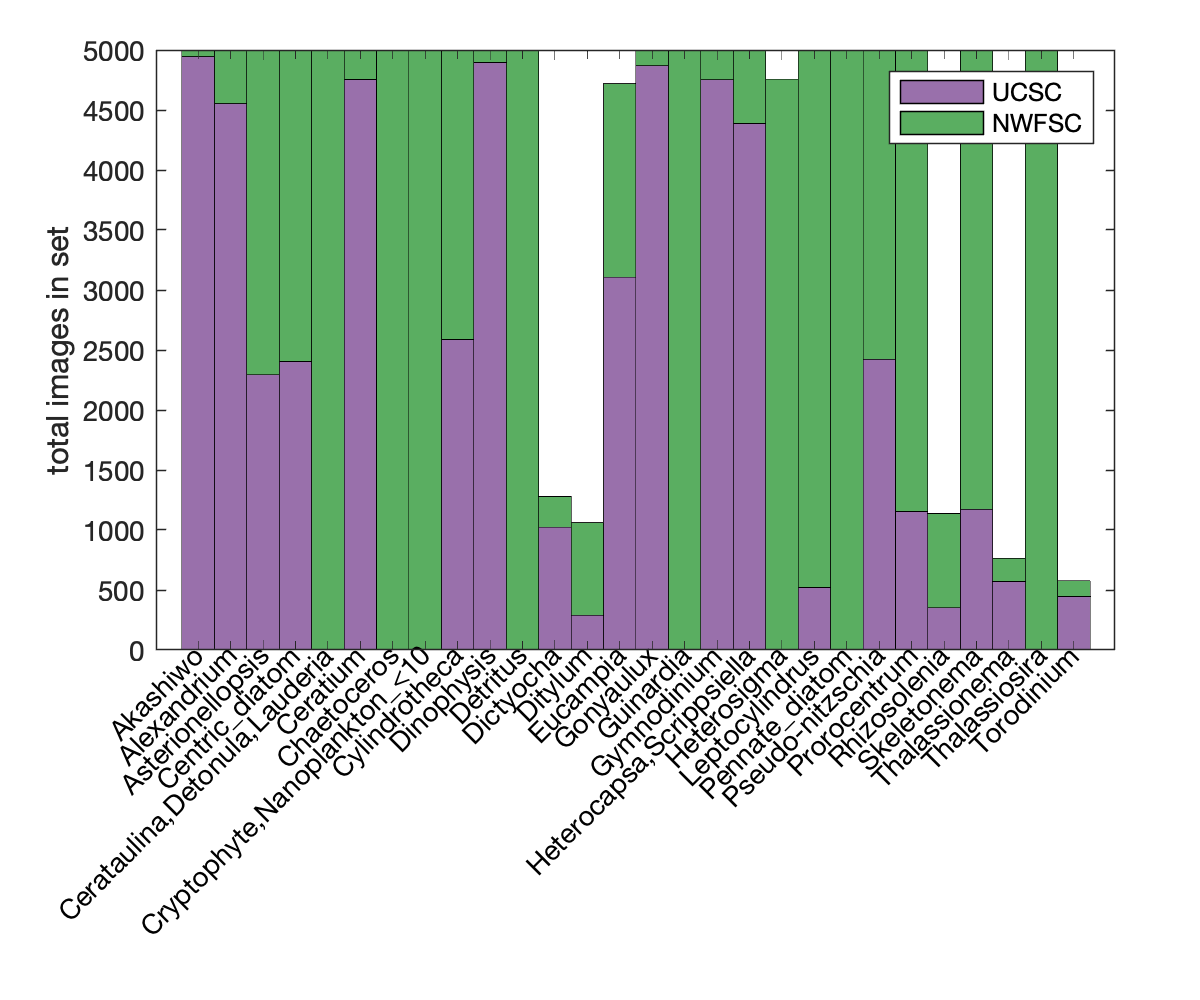 5000
4500
4000
3500
3000
2500
2000
1500
1000
500
0
total images in set
UCSC
NWFSC
Akashiwo
Alexandrium
Asterionellopsis
Centric_diatom
Cerataulina,Detonula,Lauderia
Ceratium
Chaetoceros
Cryptophyte,Nanoplankton_<10
Cylindrotheca
Dinophysis
Detritus
Dictyocha
Ditylum
Eucampia
Gonyaulux
Guinardia
Gymnodinium
Heterocapsa,Scrippsiella
Heterosigma
Leptocylindrus
Pennate_diatom
Pseudo-nitzschia
Prorocentrum
Rhizosolenia
Skeletonema
Thalassionema
Thalassiosira
Torodinium